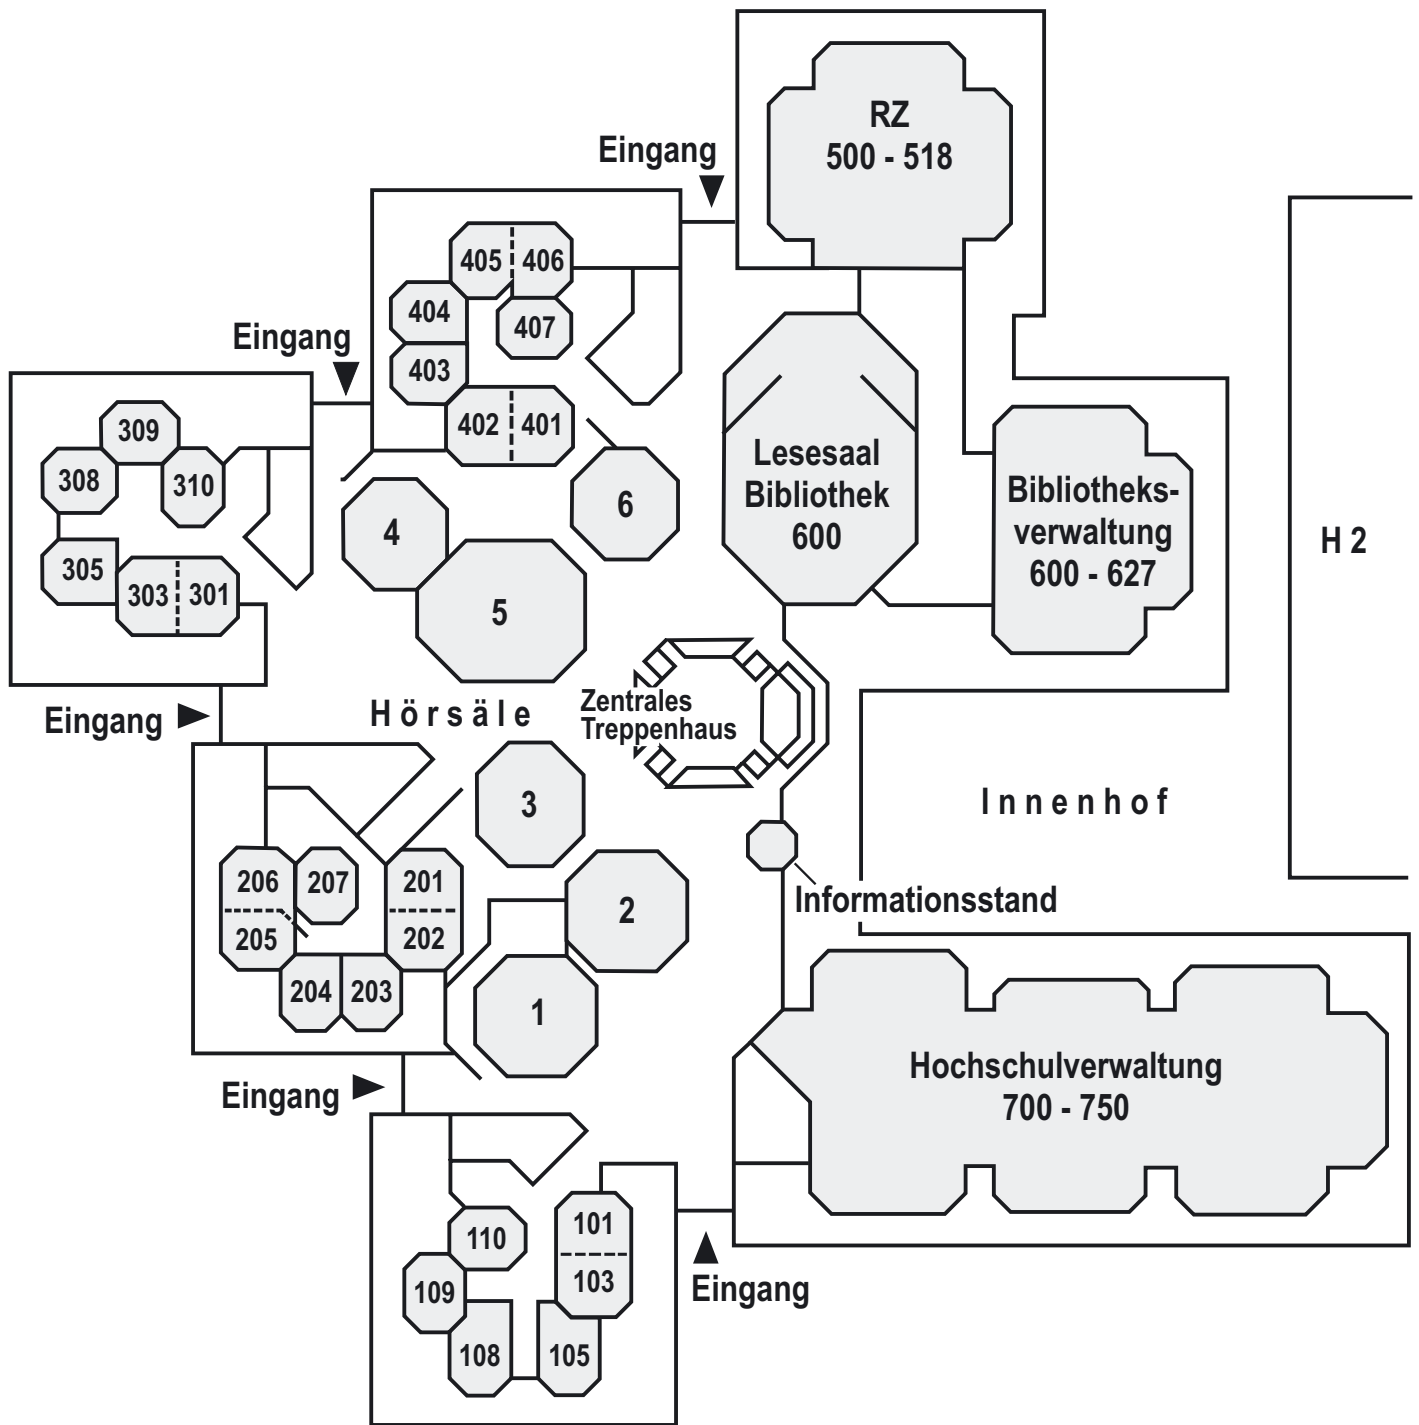 RZ
500 - 518
Eingang
405
406
404
407
Eingang
403
402
401
309
308
310
305
303
301
4
6
5
Lesesaal
Bibliothek
600
Bibliotheks-
verwaltung
600 - 627
H 2
Eingang
Hörsäle
Zentrales
Treppenhaus
3
Innenhof
206
207
201
205
202
2
Informationsstand
204
203
1
Eingang
Hochschulverwaltung
700 - 750
110
101
109
103
Eingang
108
105